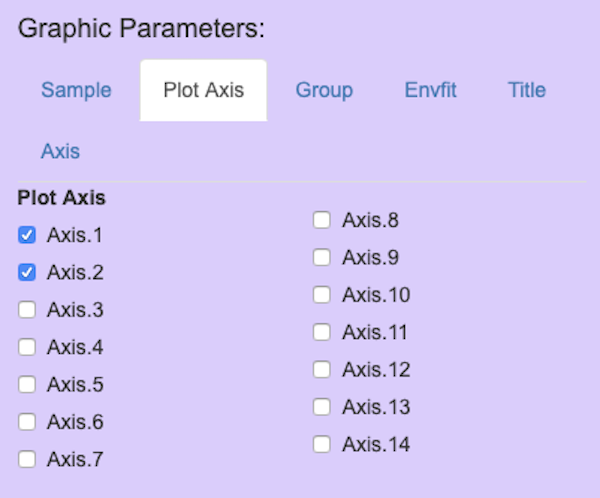 Graphic Parameters:
Sample Plot Axis Group Envfit Title
Axis
Plot Axis
Axis.1
Axis.2
Axis.3
Axis.4
Axis.5
Axis.6
Axis.7
Axis.8
Axis.9
Axis.10
Axis.11
Axis.12
Axis.13
Axis.14